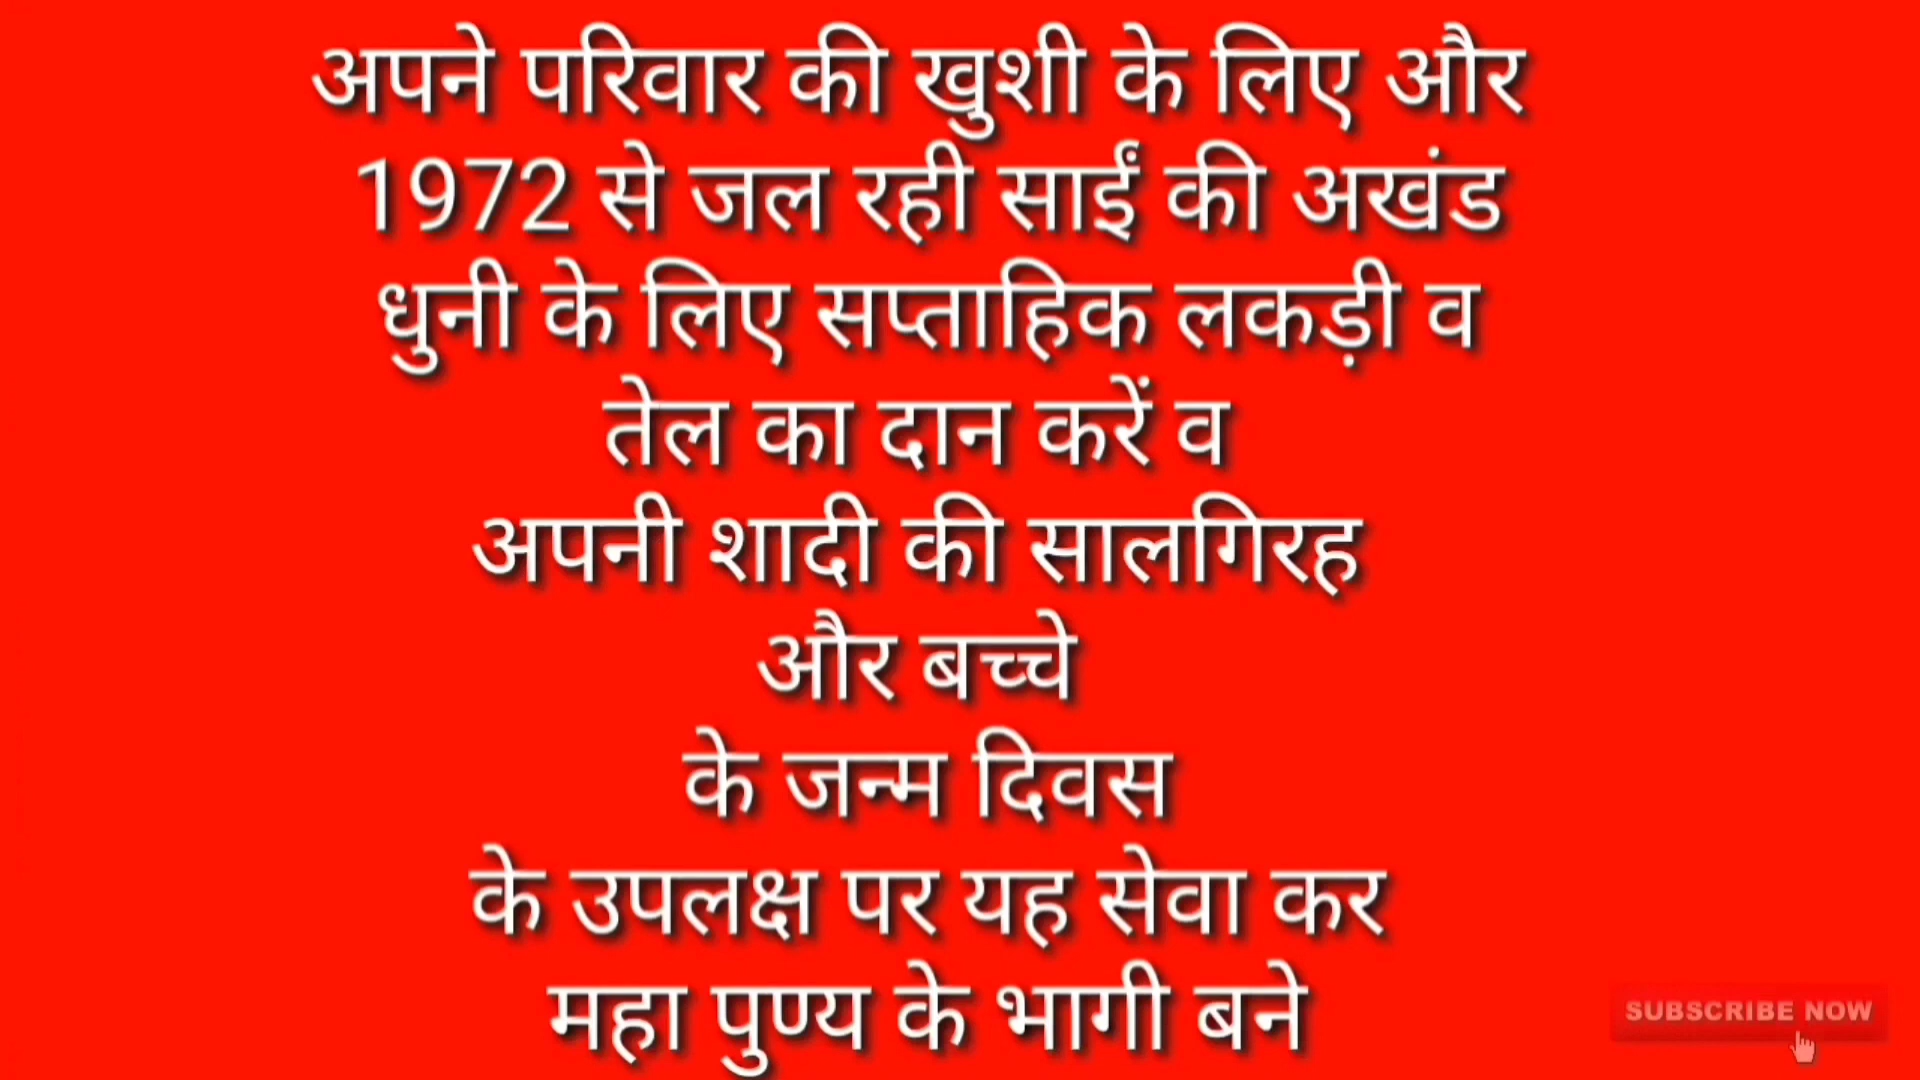 अपने परिवार की खुशी के लिए और
1972 से जल रही साईं की अखंड
धुनी के लिए सप्ताहिक लकड़ी व
तेल का दान करें व
अपनी शादी की सालगिरह
और बच्चे
के जन्म दिवस
के उपलक्ष पर यह सेवा कर
महा पुण्य के भागी बने
SUBSCRIBE NOW